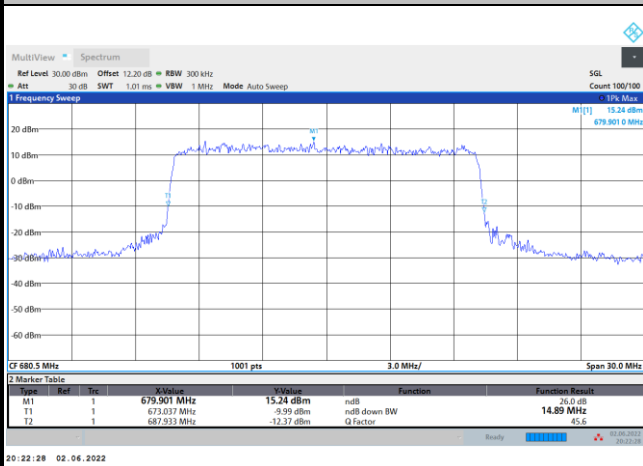 MultiView Spectrum
Ref Level 30.00 dBm Offset 12.20 dB RBW 300 kHz SGL
Att 30 dB SWT 1.01 ms VBW 1 MHz Mode Auto Sweep Count 100/100
1 Frequency Sweep 1Pk Max
M1[1] 15.24 dBm
679.901 0 MHz
M1
20 dBm
10 dBm
0 dBm
T1
T2
-10 dBm
-20 dBm
-30 dBm
-40 dBm
-50 dBm
-60 dBm
CF 680.5 MHz 1001 pts 3.0 MHz/ Span 30.0 MHz
2 Marker Table
Type Ref Trc X-Value Y-Value Function Function Result
M1 1 679.901 MHz 15.24 dBm ndB 26.0 dB
T1 1 673.037 MHz -9.99 dBm ndB down BW 14.89 MHz
T2 1 687.933 MHz -12.37 dBm Q Factor 45.6
Ready 02.06.2022
20:22:28
20:22:28 02.06.2022